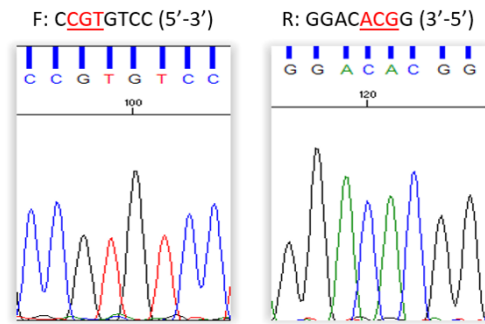 F: CCGTGTCC (5’-3’)
R: GGACACGG (3’-5’)
C C G T G T C C
G G A C A C G G
100
120